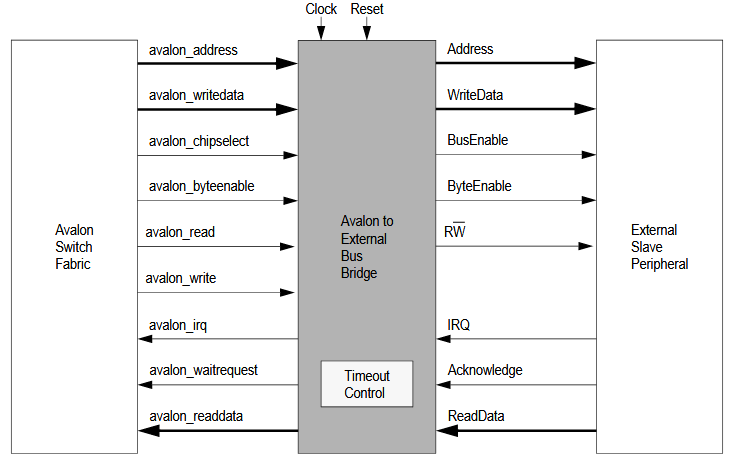 Clock Reset
avalon_address
avalon_writedata
avalon_chipselect
avalon_byteenable
avalon_read
avalon_write
avalon_irq
avalon_waitrequest
avalon_readdata
Avalon
Switch
Fabric
Avalon to
External
Bus
Bridge
Timeout
Control
Address
WriteData
BusEnable
ByteEnable
RW̅
IRQ
Acknowledge
ReadData
External
Slave
Peripheral